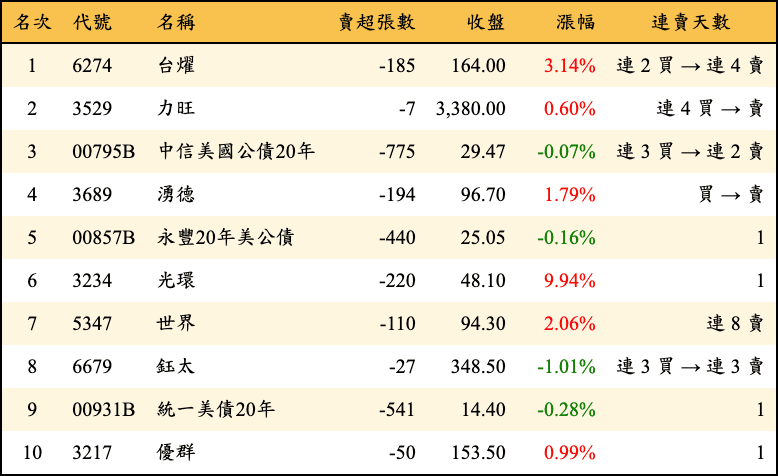 名次 代號 名稱 賣超張數 收盤 漲幅 連賣天數
1 6274 台燿 -185 164.00 3.14% 連 2 買 → 連 4 賣
2 3529 力旺 -7 3,380.00 0.60% 連 4 買 → 賣
3 00795B 中信美國公債20年 -775 29.47 -0.07% 連 3 買 → 連 2 賣
4 3689 湧德 -194 96.70 1.79% 買 → 賣
5 00857B 永豐20年美公債 -440 25.05 -0.16% 1
6 3234 光環 -220 48.10 9.94% 1
7 5347 世界 -110 94.30 2.06% 連 8 賣
8 6679 鈺太 -27 348.50 -1.01% 連 3 買 → 連 3 賣
9 00931B 統一美債20年 -541 14.40 -0.28% 1
10 3217 優群 -50 153.50 0.99% 1